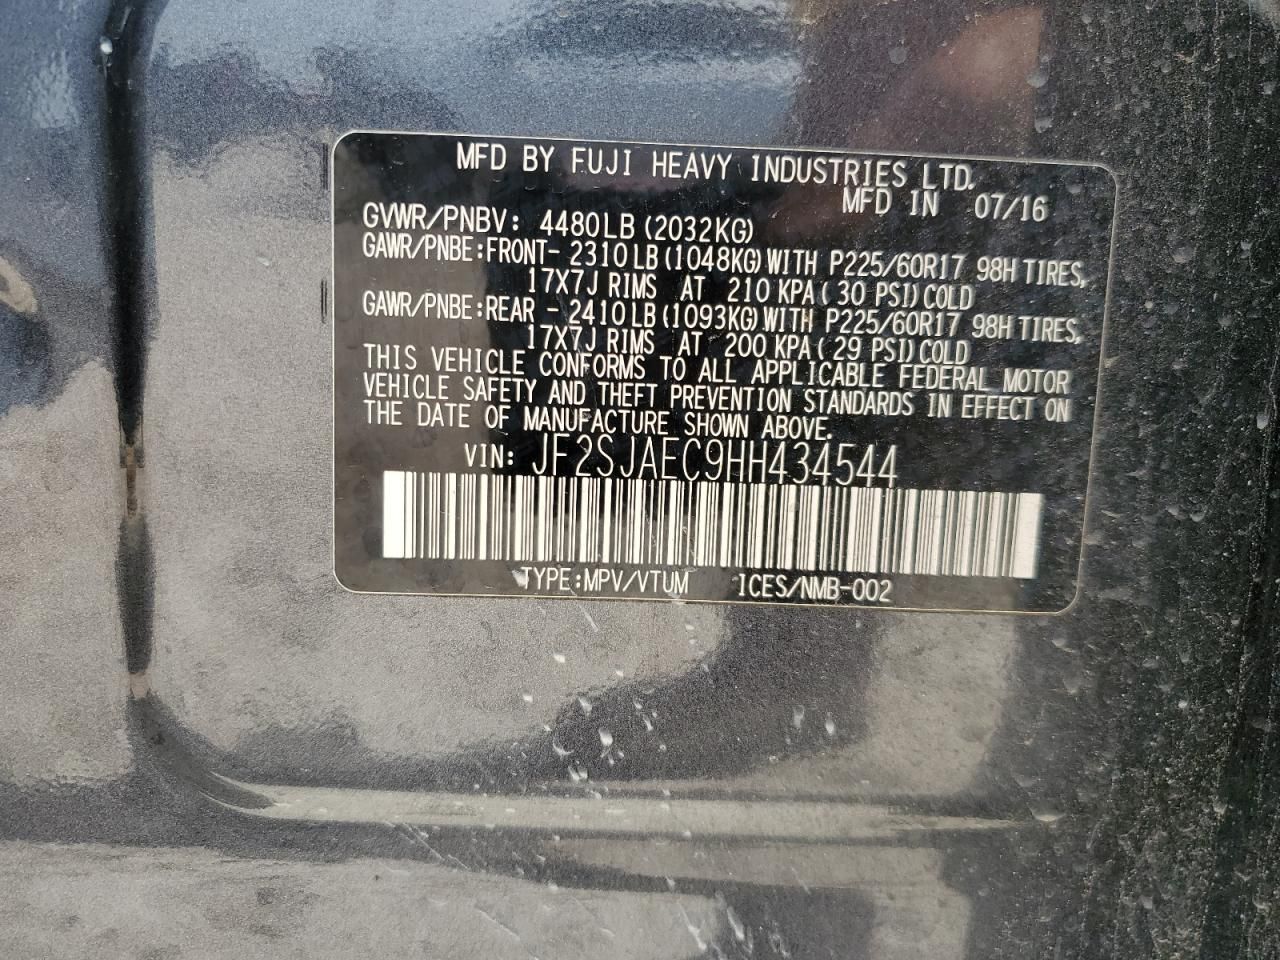 MFD BY FUJI HEAVY INDUSTRIES LTD.
MFD IN 07/16
GVWR/PNBV: 4480LB (2032KG)
GAWR/PNBE:FRONT- 2310LB (1048KG) WITH P225/60R17 98H TIRES,
17X7J RIMS AT 210 KPA ( 30 PSI) COLD
GAWR/PNBE:REAR - 2410LB (1093KG) WITH P225/60R17 98H TIRES,
17X7J RIMS AT 200 KPA ( 29 PSI) COLD
THIS VEHICLE CONFORMS TO ALL APPLICABLE FEDERAL MOTOR
VEHICLE SAFETY AND THEFT PREVENTION STANDARDS IN EFFECT ON
THE DATE OF MANUFACTURE SHOWN ABOVE.
VIN: JF2SJAEC9HH434544
TYPE:MPV/VTUM ICES/NMB-002